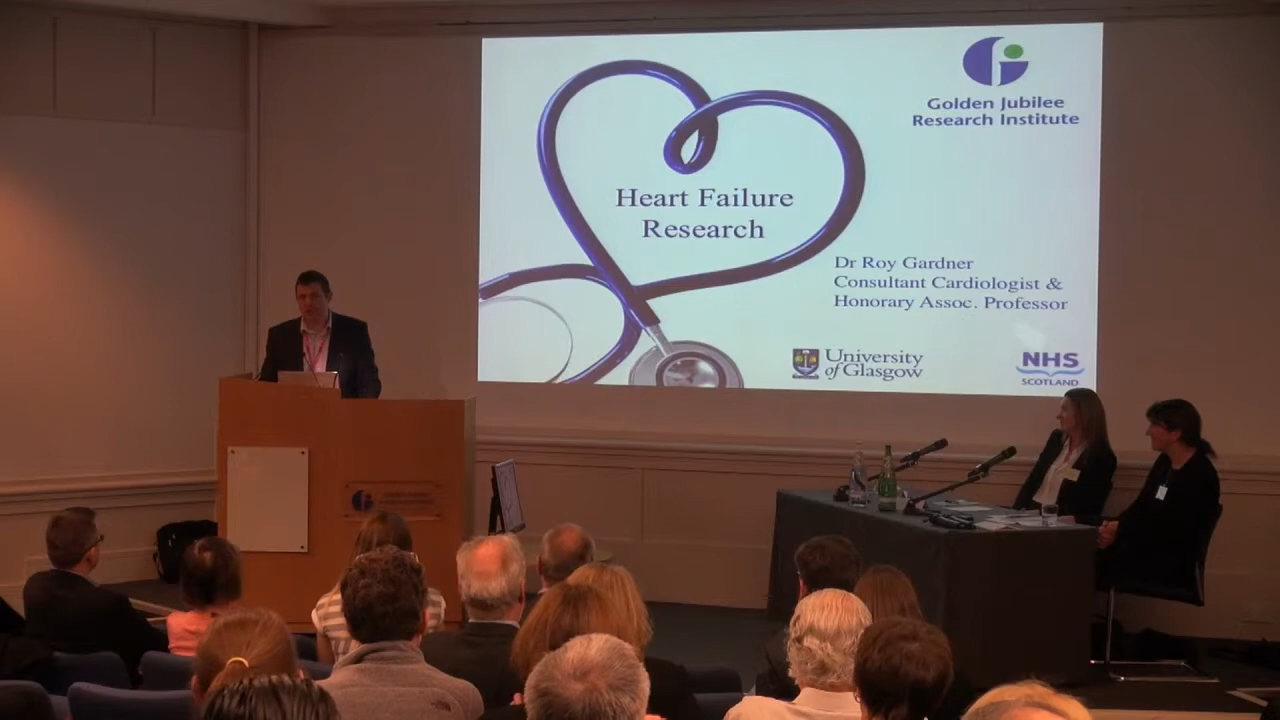 Golden Jubilee
Research Institute
Heart Failure
Research
Dr Roy Gardner
Consultant Cardiologist &
Honorary Assoc. Professor
University
of Glasgow
NHS
SCOTLAND